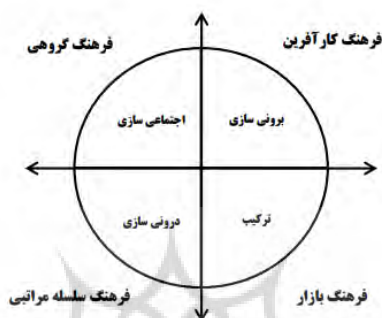 فرهنگ کارآفرین
فرهنگ گروهی
برونی سازی
اجتماعی سازی
ترکیب
درونی سازی
فرهنگ بازار
فرهنگ سلسله مراتبی